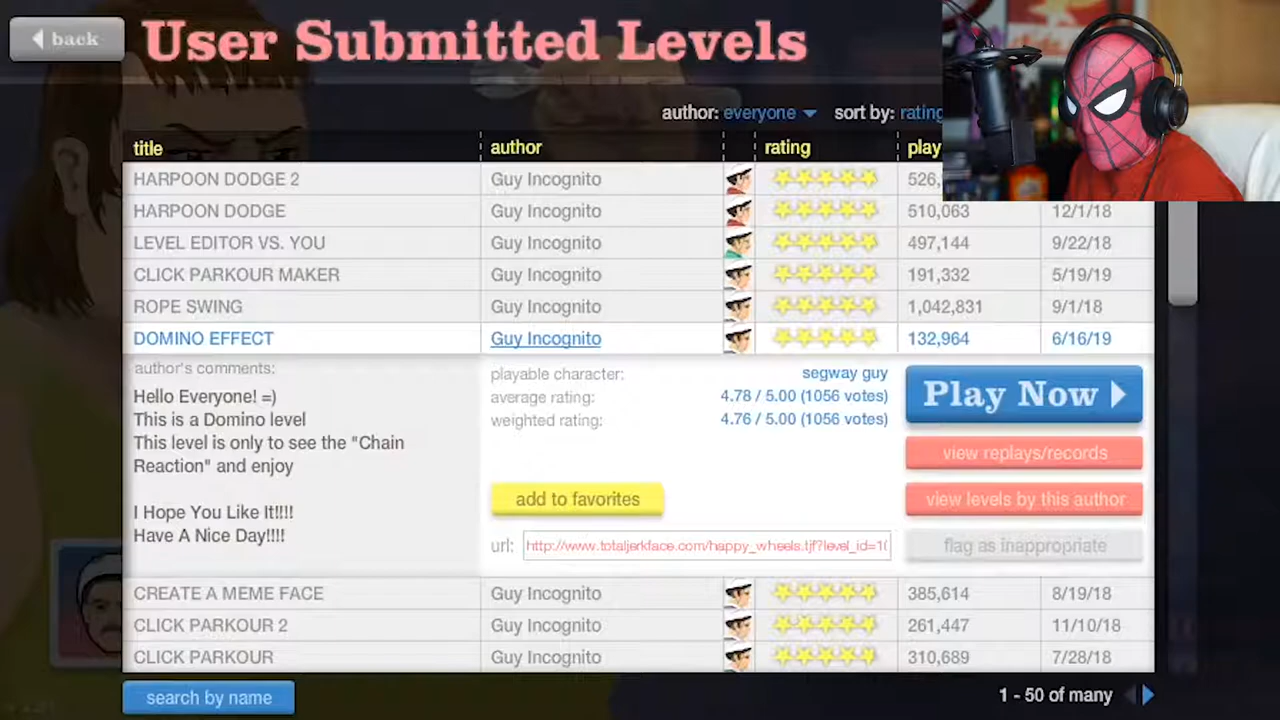 back
User Submitted Levels
author: everyone sort by: rating
title author rating play
HARPOON DODGE 2 Guy Incognito 526,
HARPOON DODGE Guy Incognito 510,063 12/1/18
LEVEL EDITOR VS. YOU Guy Incognito 497,144 9/22/18
CLICK PARKOUR MAKER Guy Incognito 191,332 5/19/19
ROPE SWING Guy Incognito 1,042,831 9/1/18
DOMINO EFFECT Guy Incognito 132,964 6/16/19
author's comments:
Hello Everyone! =)
This is a Domino level
This level is only to see the "Chain
Reaction" and enjoy
I Hope You Like It!!!!
Have A Nice Day!!!!
playable character: segway guy
average rating: 4.78 / 5.00 (1056 votes)
weighted rating: 4.76 / 5.00 (1056 votes)
add to favorites
url: http://www.totaljerkface.com/happy_wheels.tjf?level_id=1(
Play Now
view replays/records
view levels by this author
flag as inappropriate
CREATE A MEME FACE Guy Incognito 385,614 8/19/18
CLICK PARKOUR 2 Guy Incognito 261,447 11/10/18
CLICK PARKOUR Guy Incognito 310,689 7/28/18
search by name
1 - 50 of many